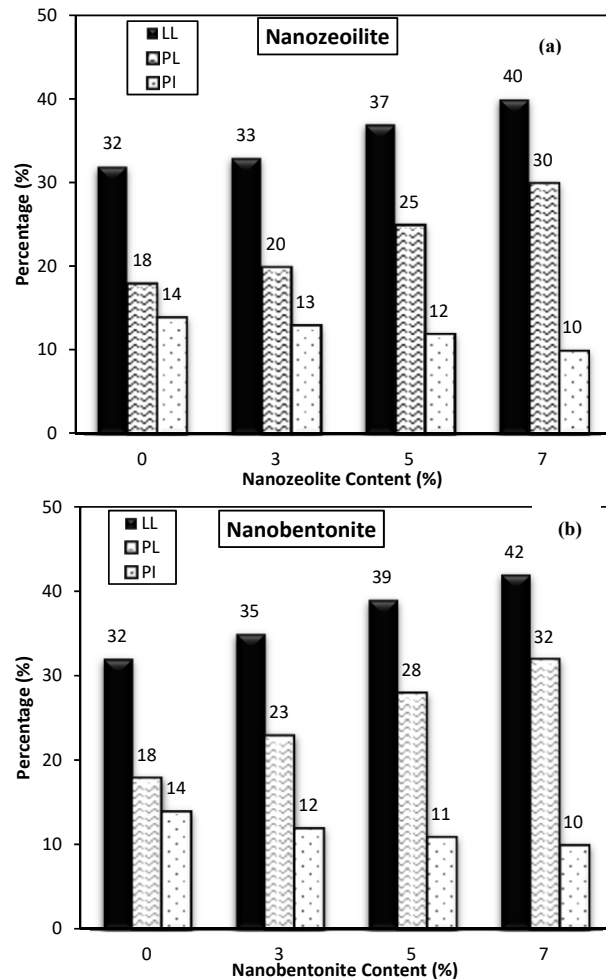 50
Nanozeoilite
(a)
LL
PL
PI
40
30
20
10
0
Percentage (%)
32
18
14
33
20
13
37
25
12
40
30
10
0 3 5 7
Nanozeolite Content (%)
50
Nanobentonite
(b)
LL
PL
PI
40
30
20
10
0
Percentage (%)
32
18
14
35
23
12
39
28
11
42
32
10
0 3 5 7
Nanobentonite Content (%)